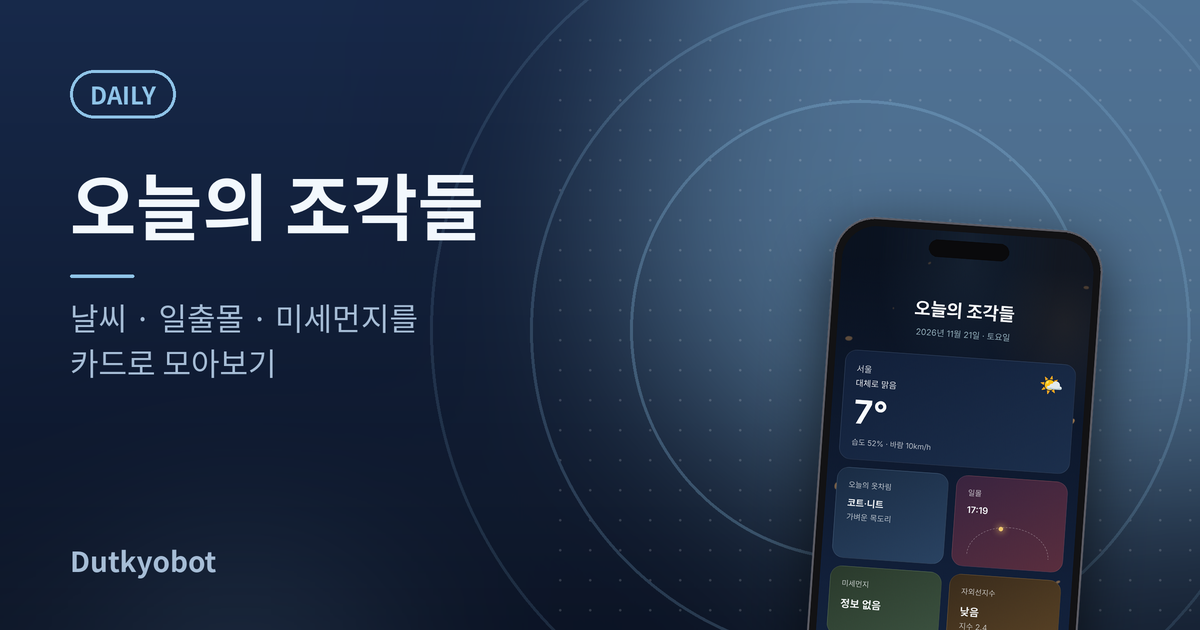 DAILY
오늘의 조각들
날씨 · 일출몰 · 미세먼지를
카드로 모아보기
Dutkyobot
오늘의 조각들
2026년 11월 21일 · 토요일
서울
대체로 맑음
7°
습도 52% · 바람 10km/h
오늘의 옷차림
코트·니트
가벼운 목도리
일몰
17:19
미세먼지
정보 없음
자외선지수
낮음
지수 2.4